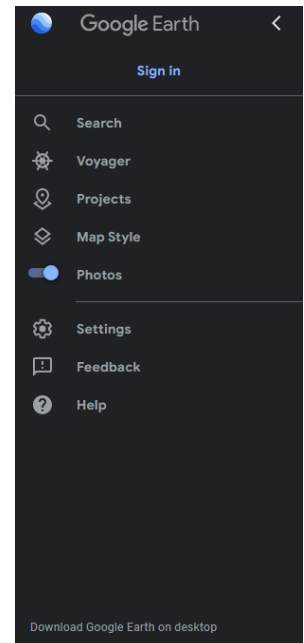 Google Earth
Sign in
Search
Voyager
Projects
Map Style
Photos
Settings
Feedback
Help
Download Google Earth on desktop